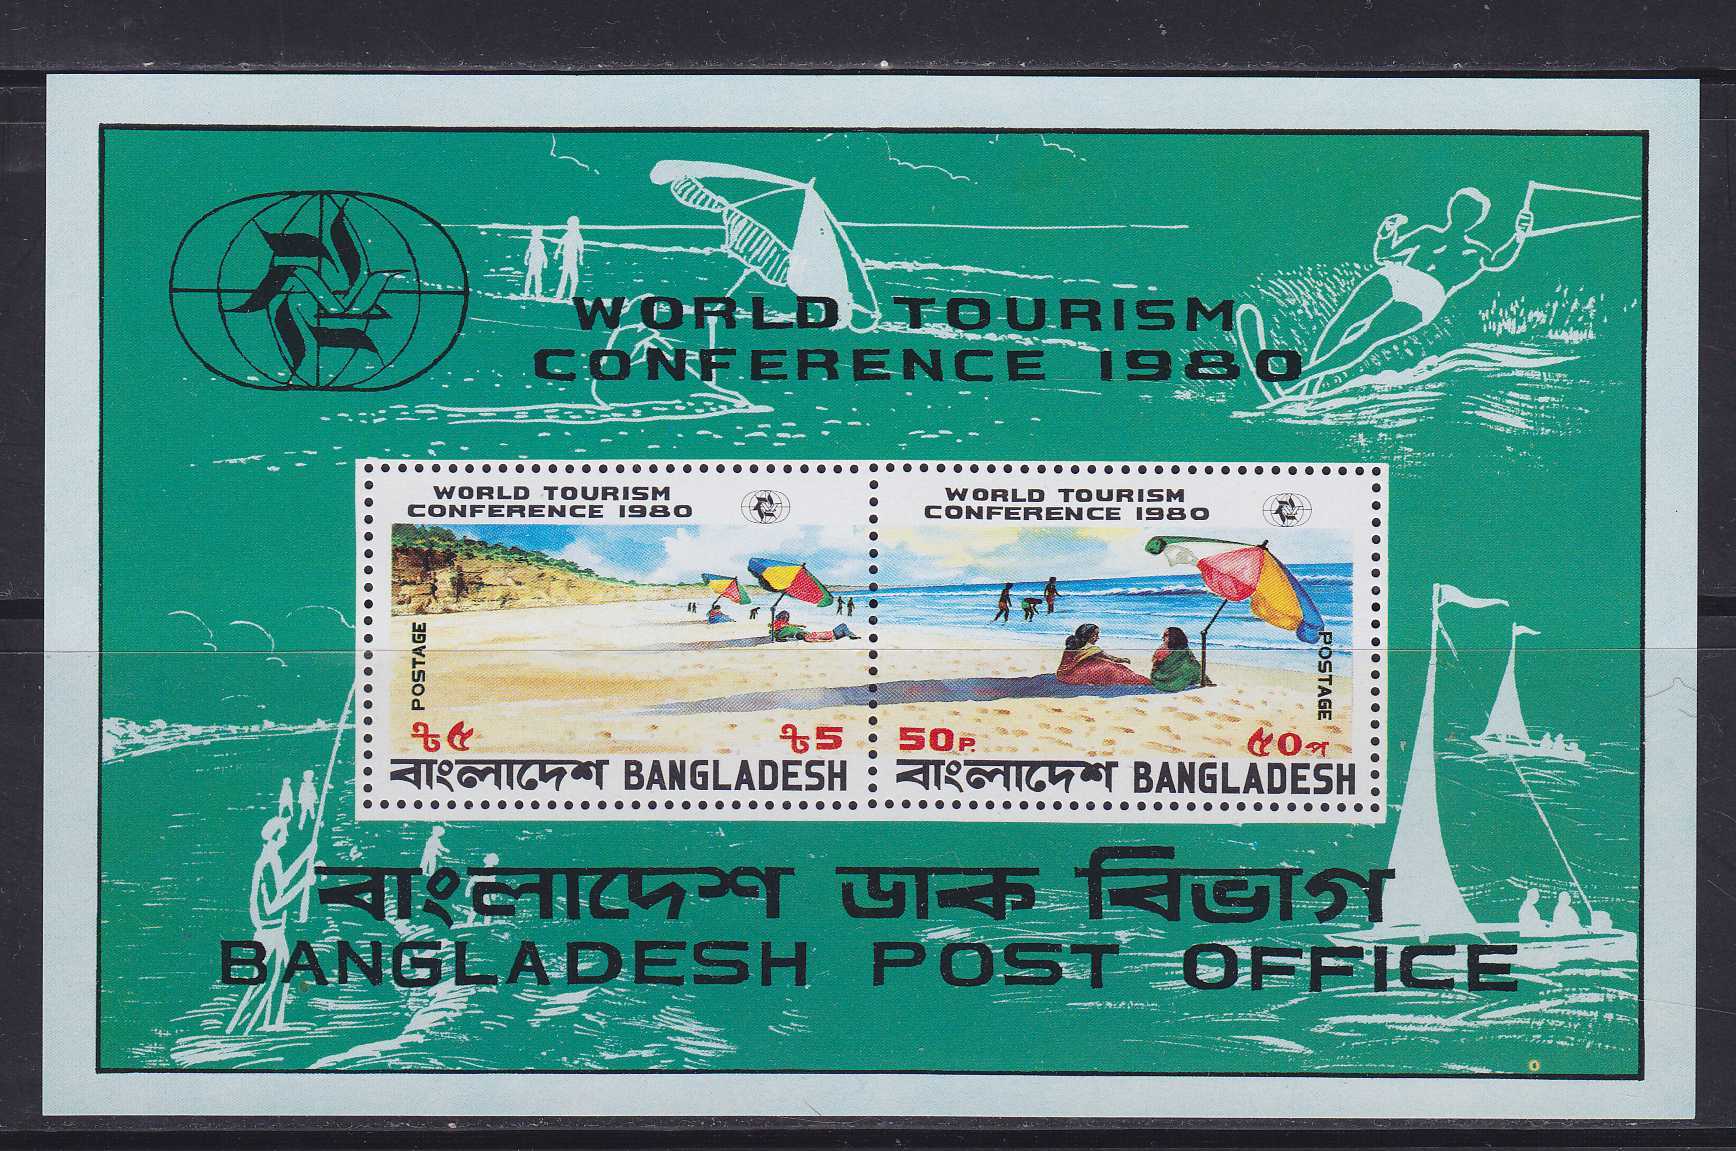 WORLD TOURISM
CONFERENCE 1980
WORLD TOURISM
CONFERENCE 1980
POSTAGE
৳ ৫
৳ 5
বাংলাদেশ BANGLADESH
WORLD TOURISM
CONFERENCE 1980
POSTAGE
50P.
৫০প
বাংলাদেশ BANGLADESH
বাংলাদেশ ডাক বিভাগ
BANGLADESH POST OFFICE